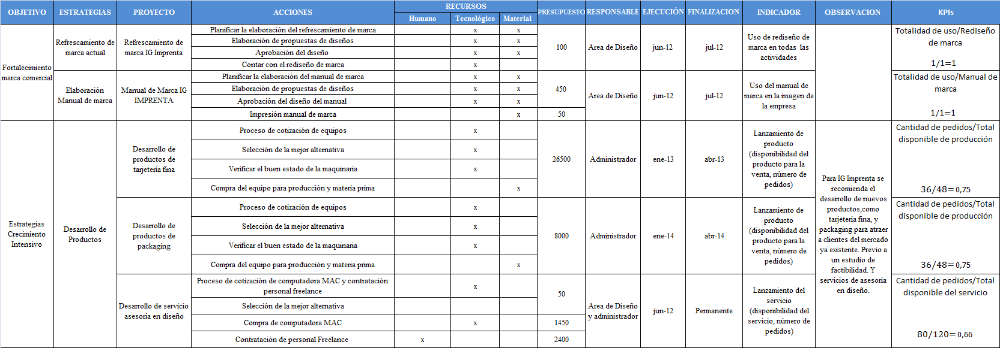 OBJETIVO ESTRATEGIAS PROYECTO ACCIONES RECURSOS PRESUPUESTO RESPONSABLE EJECUCIÓN FINALIZACION INDICADOR OBSERVACION KPIs
Humano Tecnológico Material
Fortalecimiento
marca comercial
Refrescamiento de
marca actual
Refrescamiento de
marca IG Imprenta
Planificar la elaboración del refrescamiento de marca x x
Elaboración de propuestas de diseños x x
Aprobación del diseño x x
Contar con el rediseño de marca x
100
Area de Diseño
jun-12
jul-12
Uso de rediseño de
marca en todas las
actividades
Totalidad de uso/Rediseño
de marca
1/1=1
Elaboración
Manual de marca
Manual de Marca IG
IMPRENTA
Planificar la elaboración del manual de marca x x
Elaboración de propuestas de diseños x x
Aprobación del diseño del manual x x
450
Impresión manual de marca x 50
Area de Diseño
jun-12
jul-12
Uso del manual de
marca en la imagen de
la empresa
Totalidad de uso/Manual de
marca
1/1=1
Estrategias
Crecimiento
Intensivo
Desarrollo de
Productos
Desarrollo de
productos de
tarjeteria fina
Proceso de cotización de equipos x
Selección de la mejor alternativa x
Verificar el buen estado de la maquinaria x
Compra del equipo para producción y materia prima x
26500
Administrador
ene-13
abr-13
Lanzamiento de
producto
(disponibilidad del
producto para la
venta, número de
pedidos)
Para IG Imprenta se
recomienda el
desarrollo de nuevos
productos,como
tarjetería fina, y
packaging para atraer
a clientes del mercado
ya existente. Previo a
un estudio de
factibilidad. Y
servicios de asesoría
en diseño.
Cantidad de pedidos/Total
disponible de producción
36/48= 0,75
Desarrollo de
productos de
packaging
Proceso de cotización de equipos x
Selección de la mejor alternativa x
Verificar el buen estado de la maquinaria x
Compra del equipo para producción y materia prima x
8000
Administrador
ene-14
abr-14
Lanzamiento de
producto
(disponibilidad del
producto para la
venta, número de
pedidos)
Cantidad de pedidos/Total
disponible de producción
36/48= 0,75
Desarrollo de servicio
asesoria en diseño
Proceso de cotización de computadora MAC y contratación
personal freelance x
Selección de la mejor alternativa
50
Compra de computadora MAC x 1450
Contratación de personal Freelance x 2400
Area de Diseño
y administrador
jun-12
Permanente
Lanzamiento del
servicio
(disponibilidad del
servicio, número de
pedidos)
Cantidad de pedidos/Total
disponible del servicio
80/120= 0,66